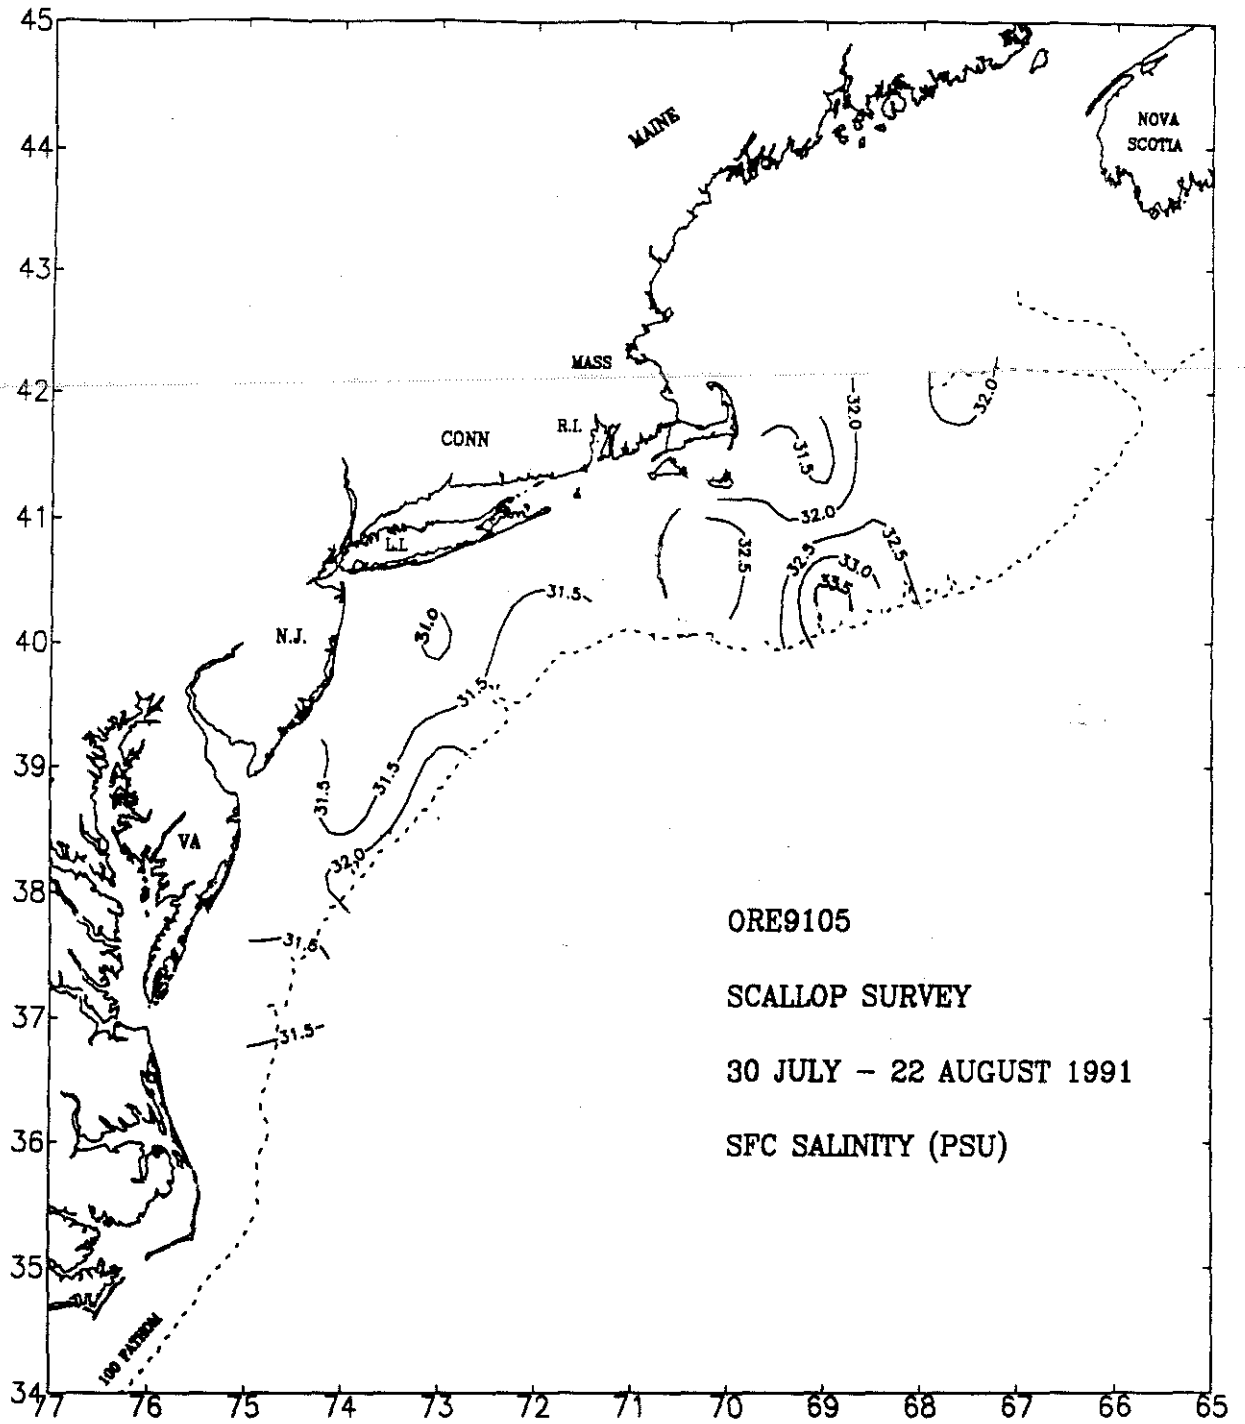 45
44
43
42
41
40
39
38
37
36
35
34
77 76 75 74 73 72 71 70 69 68 67 66 65
MAINE
NOVA
SCOTIA
MASS
R.I.
CONN
L.I.
N.J.
VA
32.0
32.0
31.5
32.0
32.5
32.5
32.5
33.0
33.5
31.5
31.0
31.5
31.5
31.5
32.0
31.5
31.5
100 FATHOM
ORE9105
SCALLOP SURVEY
30 JULY - 22 AUGUST 1991
SFC SALINITY (PSU)